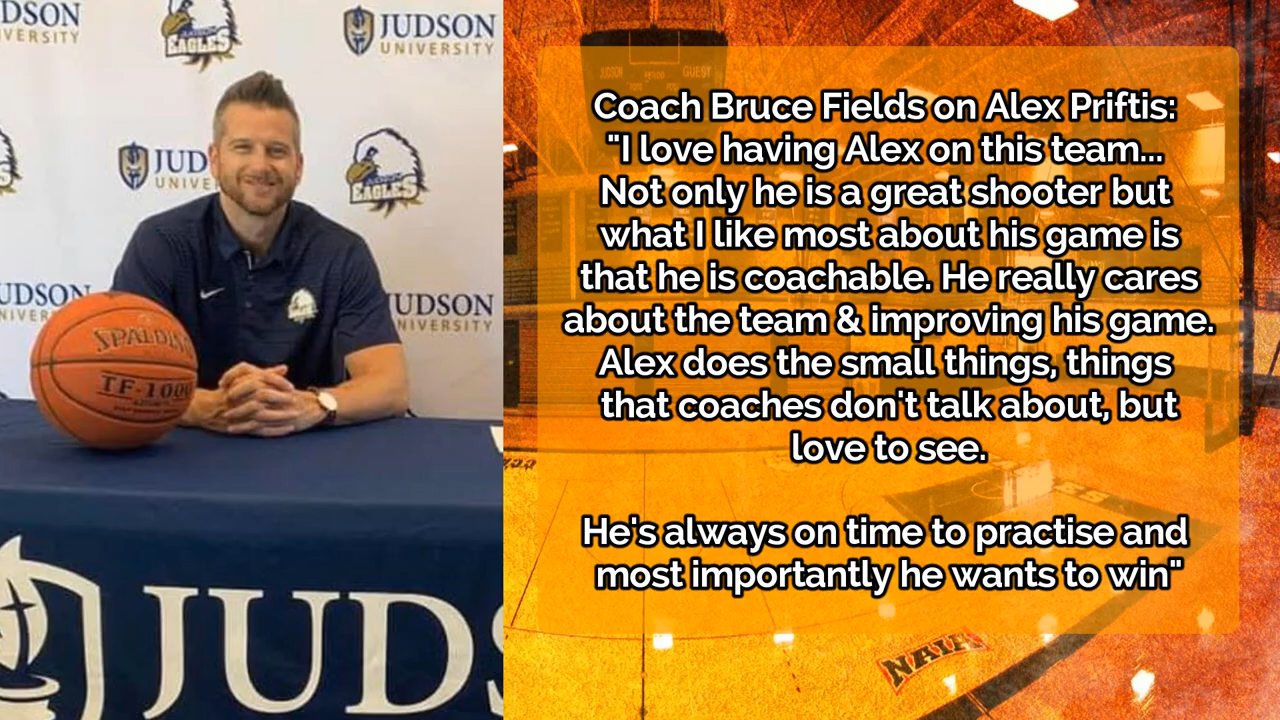 JUDSON
UNIVERSITY
EAGLES
JUDSON
UNIVERSITY
JUD
UNIVE
EAGLES
JUDSON
UNIVERSITY
SPALDIN
TF-1000
JUDS
JUDSON
GUEST
Coach Bruce Fields on Alex Priftis:
"I love having Alex on this team...
Not only he is a great shooter but
what I like most about his game is
that he is coachable. He really cares
about the team & improving his game.
Alex does the small things, things
that coaches don't talk about, but
love to see.
He's always on time to practise and
most importantly he wants to win"
NAIA